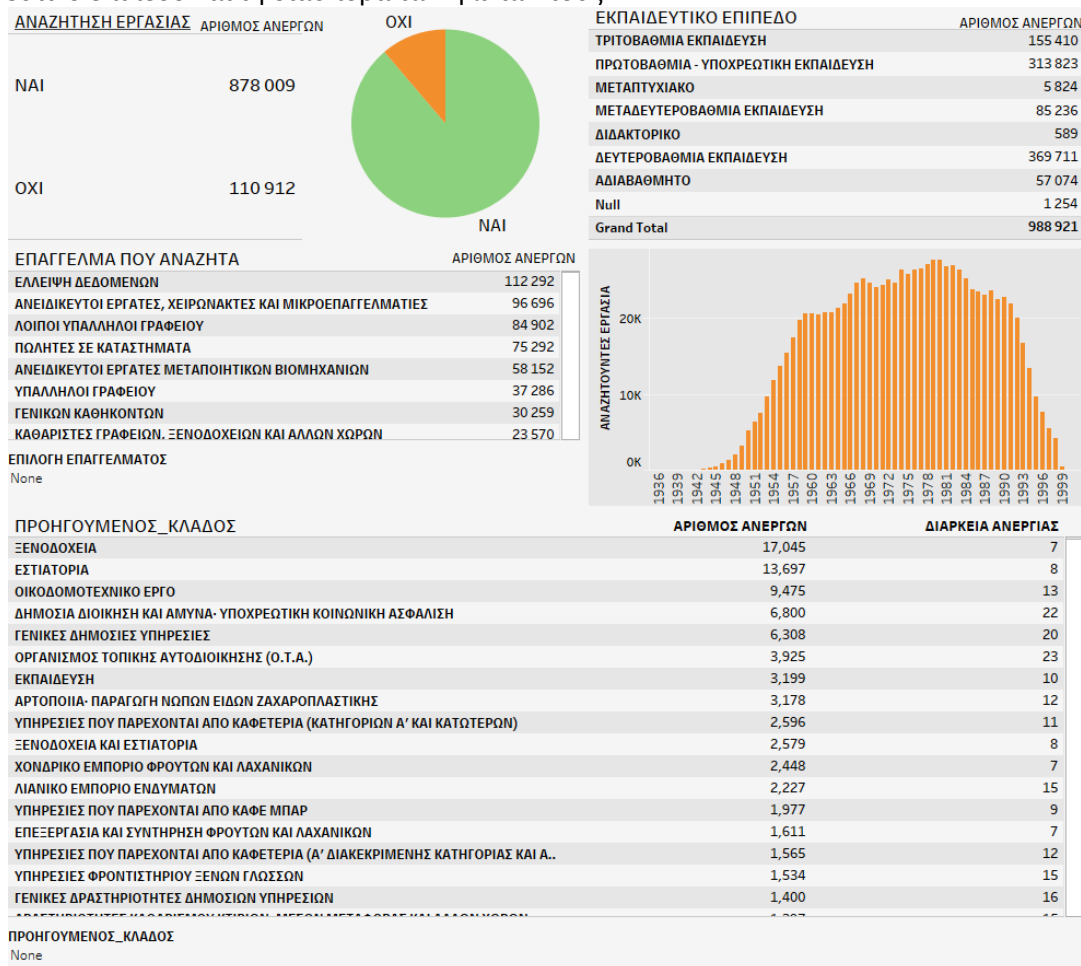 ΑΝΑΖΗΤΗΣΗ ΕΡΓΑΣΙΑΣ ΑΡΙΘΜΟΣ ΑΝΕΡΓΩΝ
ΝΑΙ 878 009
ΟΧΙ 110 912
ΟΧΙ
ΝΑΙ
ΕΚΠΑΙΔΕΥΤΙΚΟ ΕΠΙΠΕΔΟ ΑΡΙΘΜΟΣ ΑΝΕΡΓΩΝ
ΤΡΙΤΟΒΑΘΜΙΑ ΕΚΠΑΙΔΕΥΣΗ 155 410
ΠΡΩΤΟΒΑΘΜΙΑ - ΥΠΟΧΡΕΩΤΙΚΗ ΕΚΠΑΙΔΕΥΣΗ 313 823
ΜΕΤΑΠΤΥΧΙΑΚΟ 5 824
ΜΕΤΑΔΕΥΤΕΡΟΒΑΘΜΙΑ ΕΚΠΑΙΔΕΥΣΗ 85 236
ΔΙΔΑΚΤΟΡΙΚΟ 589
ΔΕΥΤΕΡΟΒΑΘΜΙΑ ΕΚΠΑΙΔΕΥΣΗ 369 711
ΑΔΙΑΒΑΘΜΗΤΟ 57 074
Null 1 254
Grand Total 988 921
ΕΠΑΓΓΕΛΜΑ ΠΟΥ ΑΝΑΖΗΤΑ ΑΡΙΘΜΟΣ ΑΝΕΡΓΩΝ
ΕΛΛΕΙΨΗ ΔΕΔΟΜΕΝΩΝ 112 292
ΑΝΕΙΔΙΚΕΥΤΟΙ ΕΡΓΑΤΕΣ, ΧΕΙΡΩΝΑΚΤΕΣ ΚΑΙ ΜΙΚΡΟΕΠΑΓΓΕΛΜΑΤΙΕΣ 96 696
ΛΟΙΠΟΙ ΥΠΑΛΛΗΛΟΙ ΓΡΑΦΕΙΟΥ 84 902
ΠΩΛΗΤΕΣ ΣΕ ΚΑΤΑΣΤΗΜΑΤΑ 75 292
ΑΝΕΙΔΙΚΕΥΤΟΙ ΕΡΓΑΤΕΣ ΜΕΤΑΠΟΙΗΤΙΚΩΝ ΒΙΟΜΗΧΑΝΙΩΝ 58 152
ΥΠΑΛΛΗΛΟΙ ΓΡΑΦΕΙΟΥ 37 286
ΓΕΝΙΚΩΝ ΚΑΘΗΚΟΝΤΩΝ 30 259
ΚΑΘΑΡΙΣΤΕΣ ΓΡΑΦΕΙΩΝ, ΞΕΝΟΔΟΧΕΙΩΝ ΚΑΙ ΑΛΛΩΝ ΧΩΡΩΝ 23 570
ΕΠΙΛΟΓΗ ΕΠΑΓΓΕΛΜΑΤΟΣ
None
ΑΝΑΖΗΤΟΥΝΤΕΣ ΕΡΓΑΣΙΑ
20K
10K
0K
1936 1939 1942 1945 1948 1951 1954 1957 1960 1963 1966 1969 1972 1975 1978 1981 1984 1987 1990 1993 1996 1999
ΠΡΟΗΓΟΥΜΕΝΟΣ_ΚΛΑΔΟΣ ΑΡΙΘΜΟΣ ΑΝΕΡΓΩΝ ΔΙΑΡΚΕΙΑ ΑΝΕΡΓΙΑΣ
ΞΕΝΟΔΟΧΕΙΑ 17,045 7
ΕΣΤΙΑΤΟΡΙΑ 13,697 8
ΟΙΚΟΔΟΜΟΤΕΧΝΙΚΟ ΕΡΓΟ 9,475 13
ΔΗΜΟΣΙΑ ΔΙΟΙΚΗΣΗ ΚΑΙ ΑΜΥΝΑ· ΥΠΟΧΡΕΩΤΙΚΗ ΚΟΙΝΩΝΙΚΗ ΑΣΦΑΛΙΣΗ 6,800 22
ΓΕΝΙΚΕΣ ΔΗΜΟΣΙΕΣ ΥΠΗΡΕΣΙΕΣ 6,308 20
ΟΡΓΑΝΙΣΜΟΣ ΤΟΠΙΚΗΣ ΑΥΤΟΔΙΟΙΚΗΣΗΣ (Ο.Τ.Α.) 3,925 23
ΕΚΠΑΙΔΕΥΣΗ 3,199 10
ΑΡΤΟΠΟΙΙΑ· ΠΑΡΑΓΩΓΗ ΝΩΠΩΝ ΕΙΔΩΝ ΖΑΧΑΡΟΠΛΑΣΤΙΚΗΣ 3,178 12
ΥΠΗΡΕΣΙΕΣ ΠΟΥ ΠΑΡΕΧΟΝΤΑΙ ΑΠΟ ΚΑΦΕΤΕΡΙΑ (ΚΑΤΗΓΟΡΙΩΝ Α' ΚΑΙ ΚΑΤΩΤΕΡΩΝ) 2,596 11
ΞΕΝΟΔΟΧΕΙΑ ΚΑΙ ΕΣΤΙΑΤΟΡΙΑ 2,579 8
ΧΟΝΔΡΙΚΟ ΕΜΠΟΡΙΟ ΦΡΟΥΤΩΝ ΚΑΙ ΛΑΧΑΝΙΚΩΝ 2,448 7
ΛΙΑΝΙΚΟ ΕΜΠΟΡΙΟ ΕΝΔΥΜΑΤΩΝ 2,227 15
ΥΠΗΡΕΣΙΕΣ ΠΟΥ ΠΑΡΕΧΟΝΤΑΙ ΑΠΟ ΚΑΦΕ ΜΠΑΡ 1,977 9
ΕΠΕΞΕΡΓΑΣΙΑ ΚΑΙ ΣΥΝΤΗΡΗΣΗ ΦΡΟΥΤΩΝ ΚΑΙ ΛΑΧΑΝΙΚΩΝ 1,611 7
ΥΠΗΡΕΣΙΕΣ ΠΟΥ ΠΑΡΕΧΟΝΤΑΙ ΑΠΟ ΚΑΦΕΤΕΡΙΑ (Α' ΔΙΑΚΕΚΡΙΜΕΝΗΣ ΚΑΤΗΓΟΡΙΑΣ ΚΑΙ Α.. 1,565 12
ΥΠΗΡΕΣΙΕΣ ΦΡΟΝΤΙΣΤΗΡΙΟΥ ΞΕΝΩΝ ΓΛΩΣΣΩΝ 1,534 15
ΓΕΝΙΚΕΣ ΔΡΑΣΤΗΡΙΟΤΗΤΕΣ ΔΗΜΟΣΙΩΝ ΥΠΗΡΕΣΙΩΝ 1,400 16
ΠΡΟΗΓΟΥΜΕΝΟΣ_ΚΛΑΔΟΣ
None